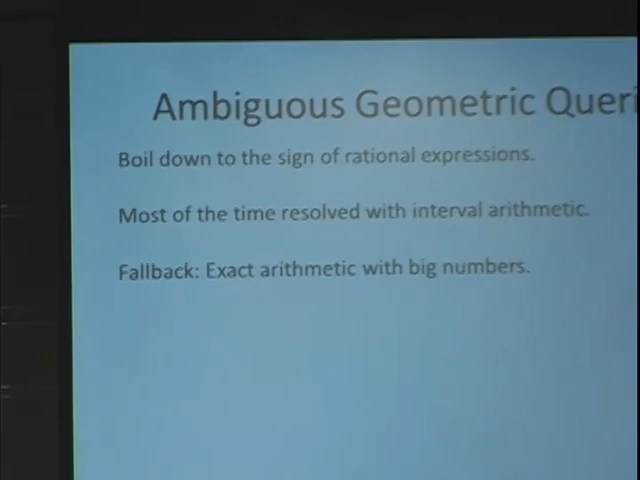 Ambiguous Geometric Queri
Boil down to the sign of rational expressions.
Most of the time resolved with interval arithmetic.
Fallback: Exact arithmetic with big numbers.